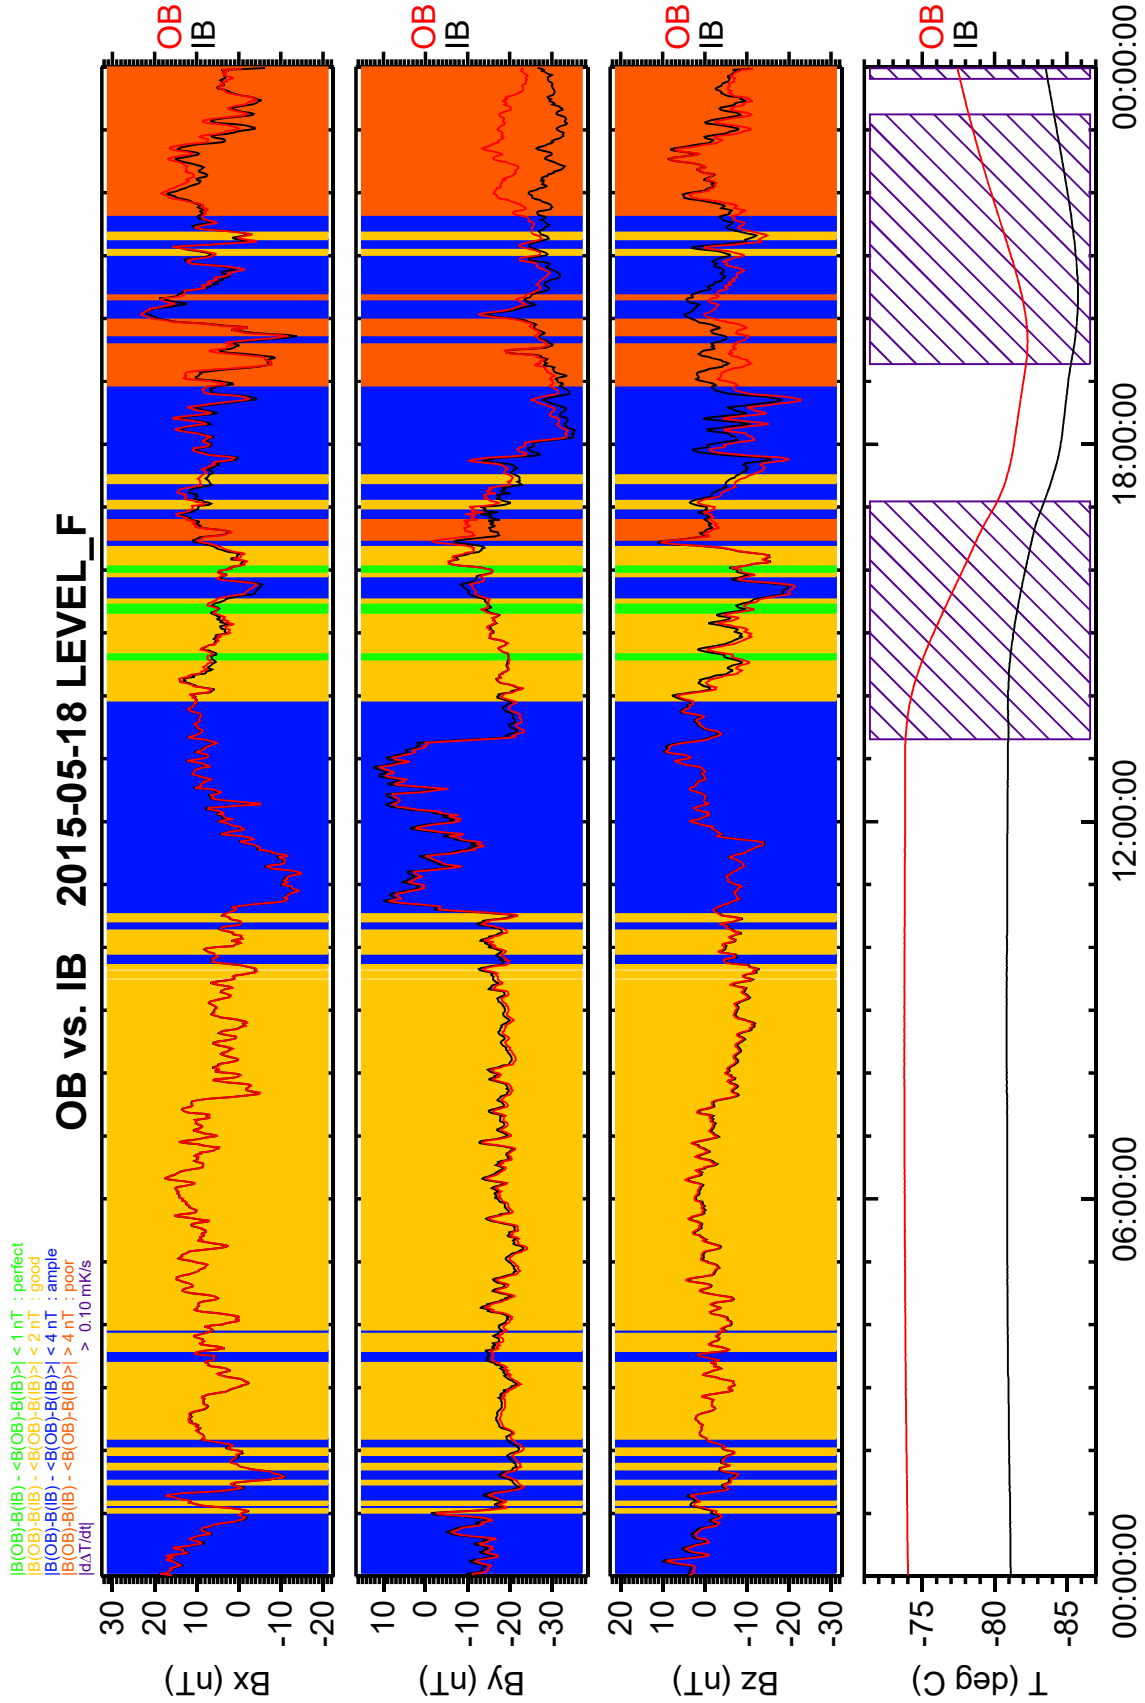 |B(OB)-B(IB) - <B(OB)-B(IB)>| < 1 nT : perfect
|B(OB)-B(IB) - <B(OB)-B(IB)>| < 2 nT : good
|B(OB)-B(IB) - <B(OB)-B(IB)>| < 4 nT : ample
|B(OB)-B(IB) - <B(OB)-B(IB)>| > 4 nT : poor
|dΔT/dt| > 0.10 mK/s
OB vs. IB 2015-05-18 LEVEL_F
Bx (nT)
30
20
10
0
-10
-20
OB
IB
By (nT)
10
0
-10
-20
-30
OB
IB
Bz (nT)
20
10
0
-10
-20
-30
OB
IB
T (deg C)
-75
-80
-85
OB
IB
00:00:00
06:00:00
12:00:00
18:00:00
00:00:00